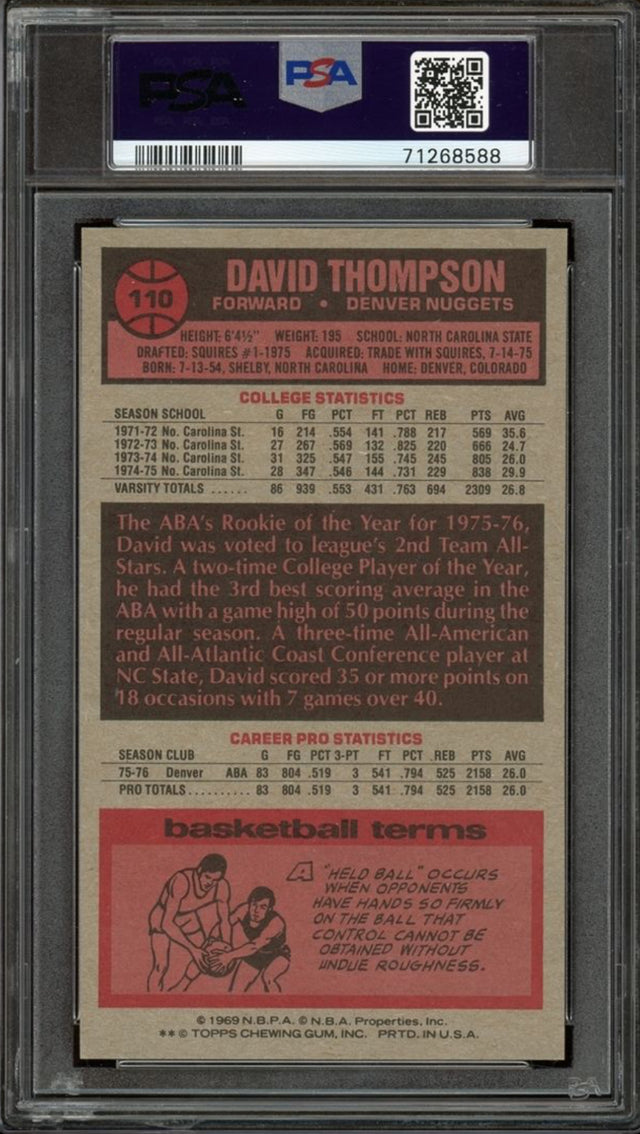 PSA
PSA
71268588
110
DAVID THOMPSON
FORWARD • DENVER NUGGETS
HEIGHT: 6'4½" WEIGHT: 195 SCHOOL: NORTH CAROLINA STATE
DRAFTED: SQUIRES #1-1975 ACQUIRED: TRADE WITH SQUIRES, 7-14-75
BORN: 7-13-54, SHELBY, NORTH CAROLINA HOME: DENVER, COLORADO
COLLEGE STATISTICS
SEASON SCHOOL G FG PCT FT PCT REB PTS AVG
1971-72 No. Carolina St. 16 214 .554 141 .788 217 569 35.6
1972-73 No. Carolina St. 27 267 .569 132 .825 220 666 24.7
1973-74 No. Carolina St. 31 325 .547 155 .745 245 805 26.0
1974-75 No. Carolina St. 28 347 .546 144 .731 229 838 29.9
VARSITY TOTALS ...... 86 939 .553 431 .763 694 2309 26.8
The ABA's Rookie of the Year for 1975-76,
David was voted to league's 2nd Team All-
Stars. A two-time College Player of the Year,
he had the 3rd best scoring average in the
ABA with a game high of 50 points during the
regular season. A three-time All-American
and All-Atlantic Coast Conference player at
NC State, David scored 35 or more points on
18 occasions with 7 games over 40.
CAREER PRO STATISTICS
SEASON CLUB G FG PCT 3-PT FT PCT REB PTS AVG
75-76 Denver ABA 83 804 .519 3 541 .794 525 2158 26.0
PRO TOTALS.......... 83 804 .519 3 541 .794 525 2158 26.0
basketball terms
A "HELD BALL" OCCURS
WHEN OPPONENTS
HAVE HANDS SO FIRMLY
ON THE BALL THAT
CONTROL CANNOT BE
OBTAINED WITHOUT
UNDUE ROUGHNESS.
© 1969 N.B.P.A. © N.B.A. Properties, Inc.
** © TOPPS CHEWING GUM, INC. PRTD. IN U.S.A.
PSA